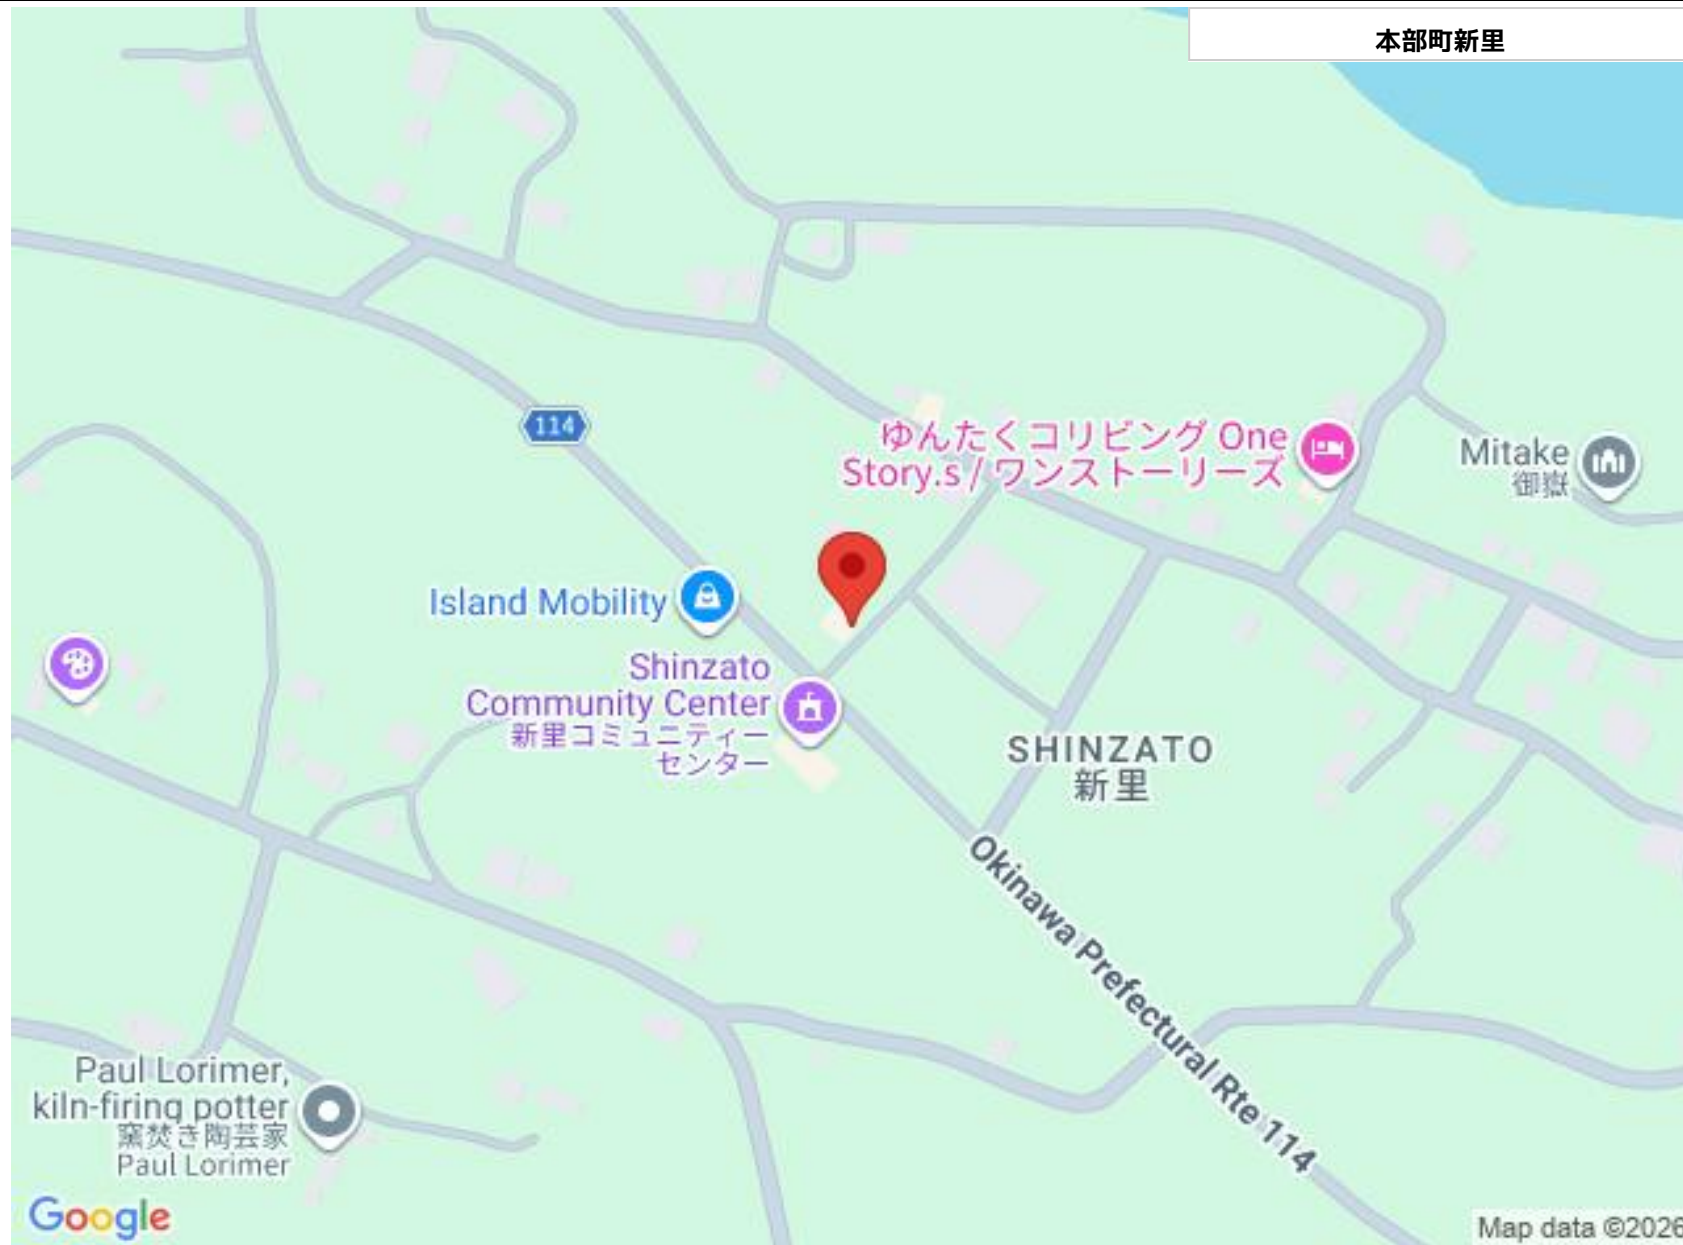 本部町新里
114
ゆんたくコリビング One
Story.s / ワンストーリーズ
Mitake
御嶽
Island Mobility
Shinzato
Community Center
新里コミュニティー
センター
SHINZATO
新里
Okinawa Prefectural Rte 114
Paul Lorimer,
kiln-firing potter
窯焚き陶芸家
Paul Lorimer
Google
Map data ©2026